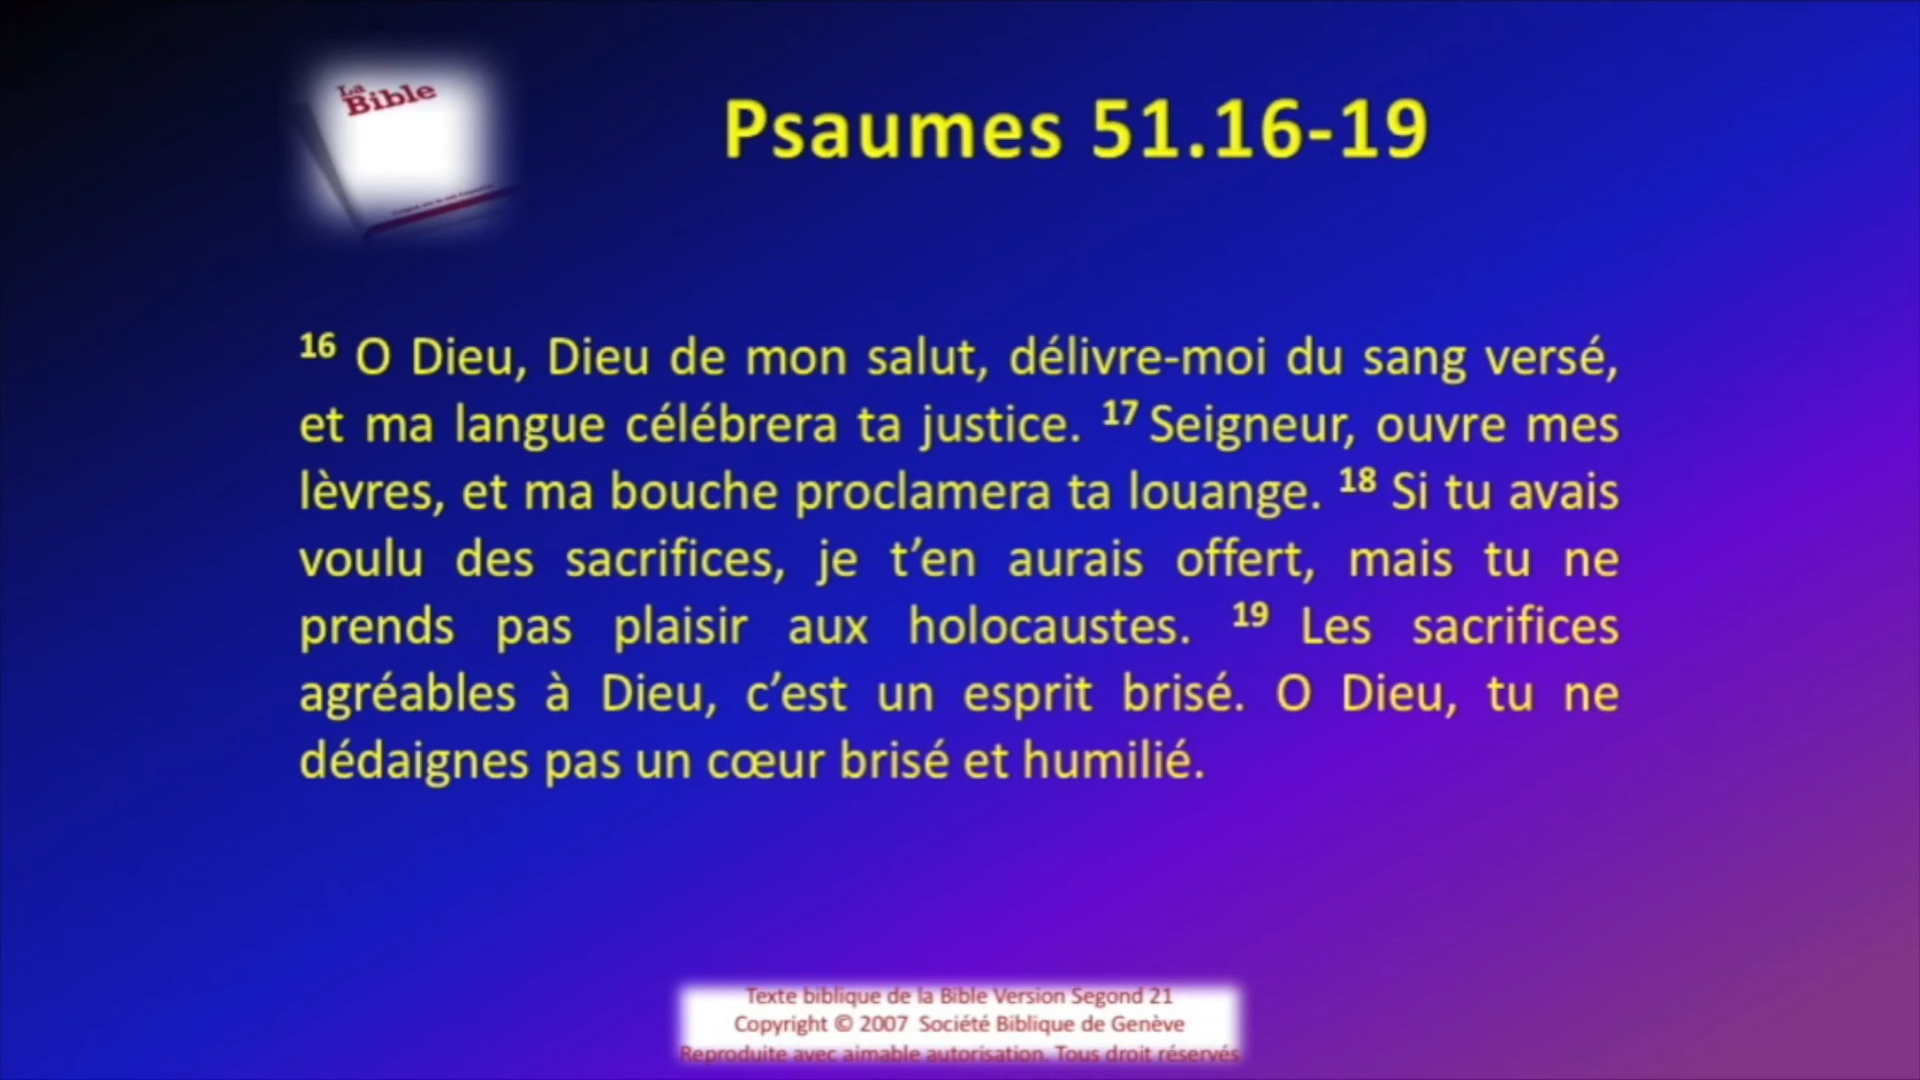 La
Bible
Psaumes 51.16-19
16 O Dieu, Dieu de mon salut, délivre-moi du sang versé,
et ma langue célébrera ta justice. 17 Seigneur, ouvre mes
lèvres, et ma bouche proclamera ta louange. 18 Si tu avais
voulu des sacrifices, je t’en aurais offert, mais tu ne
prends pas plaisir aux holocaustes. 19 Les sacrifices
agréables à Dieu, c’est un esprit brisé. O Dieu, tu ne
dédaignes pas un cœur brisé et humilié.
Texte biblique de la Bible Version Segond 21
Copyright © 2007 Société Biblique de Genève
Reproduite avec aimable autorisation. Tous droit réservés